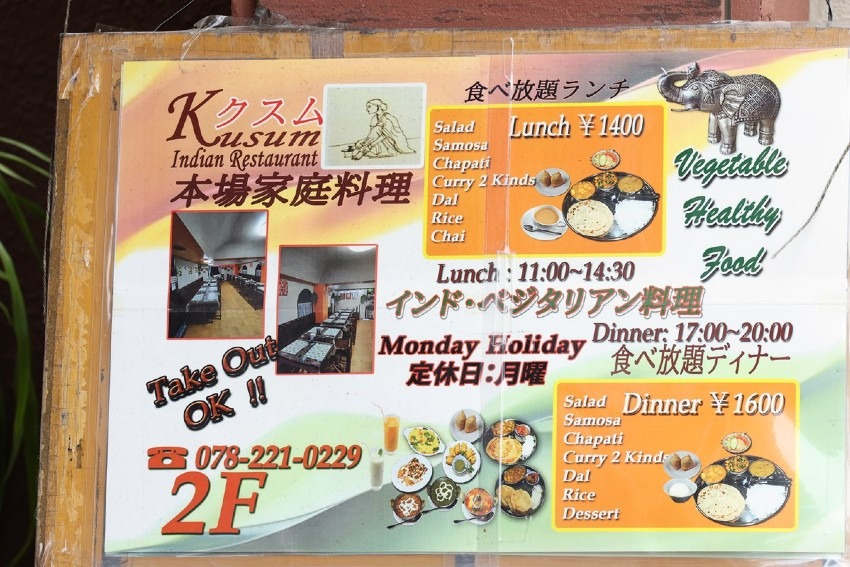 Kクスム
Kusum
Indian Restaurant
本場家庭料理
食べ放題ランチ
Lunch ¥1400
Salad
Samosa
Chapati
Curry 2 Kinds
Dal
Rice
Chai
Vegetable
Healthy
Food
Lunch : 11:00~14:30
インド・ベジタリアン料理
Monday Holiday
定休日:月曜
Dinner: 17:00~20:00
食べ放題ディナー
Take Out
OK !!
Dinner ¥1600
Salad
Samosa
Chapati
Curry 2 Kinds
Dal
Rice
Dessert
☎ 078-221-0229
2F